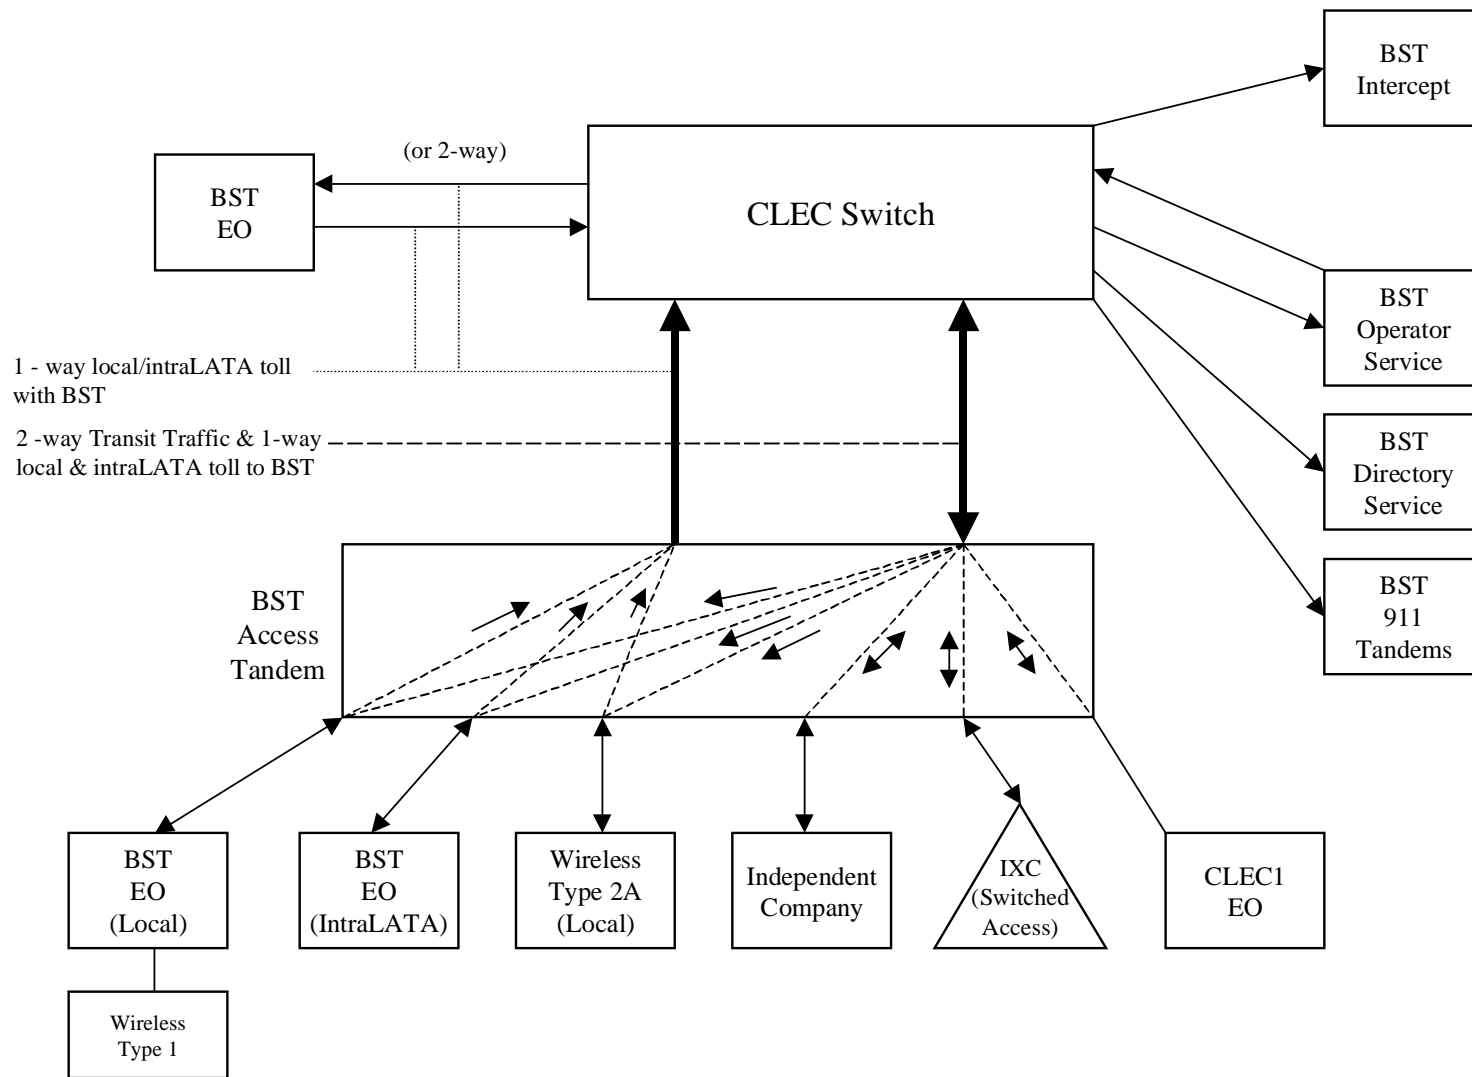 BST
Intercept
(or 2-way)
BST
EO
CLEC Switch
BST
Operator
Service
1 - way local/intraLATA toll
with BST
2 -way Transit Traffic & 1-way
local & intraLATA toll to BST
BST
Directory
Service
BST
911
Tandems
BST
Access
Tandem
BST
EO
(Local)
BST
EO
(IntraLATA)
Wireless
Type 2A
(Local)
Independent
Company
IXC
(Switched
Access)
CLEC1
EO
Wireless
Type 1